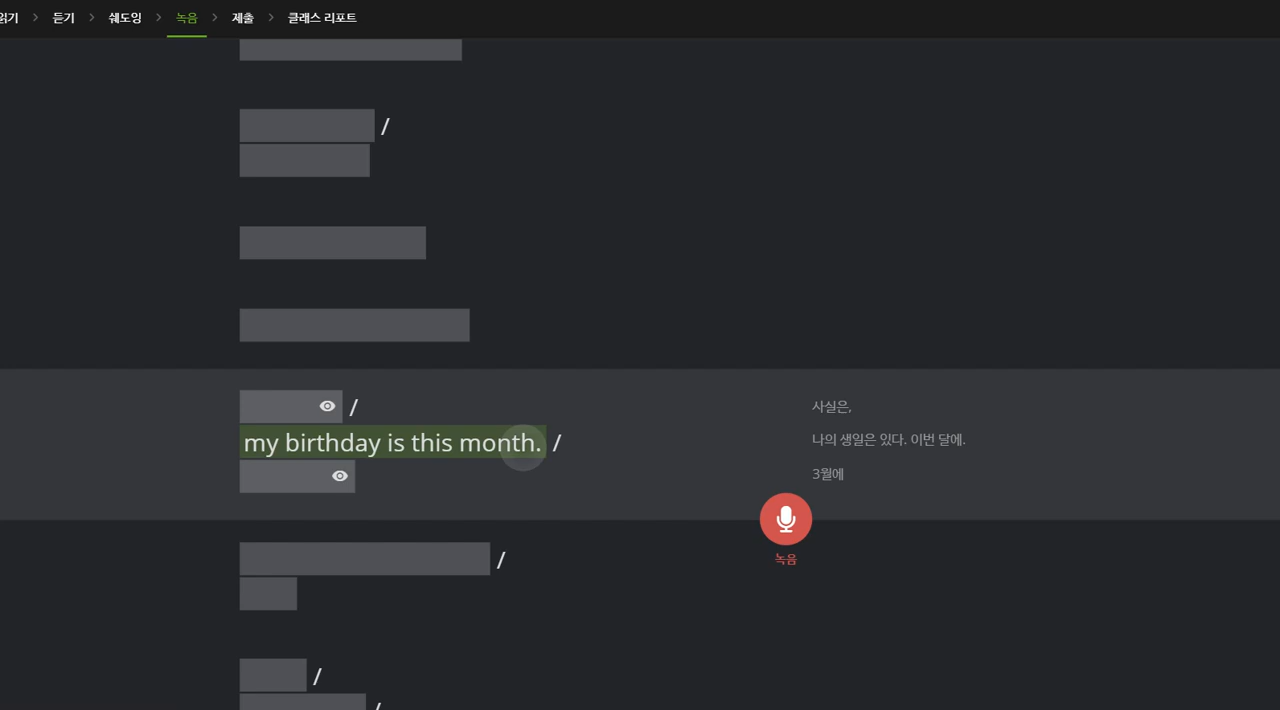 읽기 > 듣기 > 쉐도잉 > 녹음 > 제출 > 클래스 리포트
/
/
사실은,
my birthday is this month. /
나의 생일은 있다. 이번 달에.
3월에
녹음
/
/
/